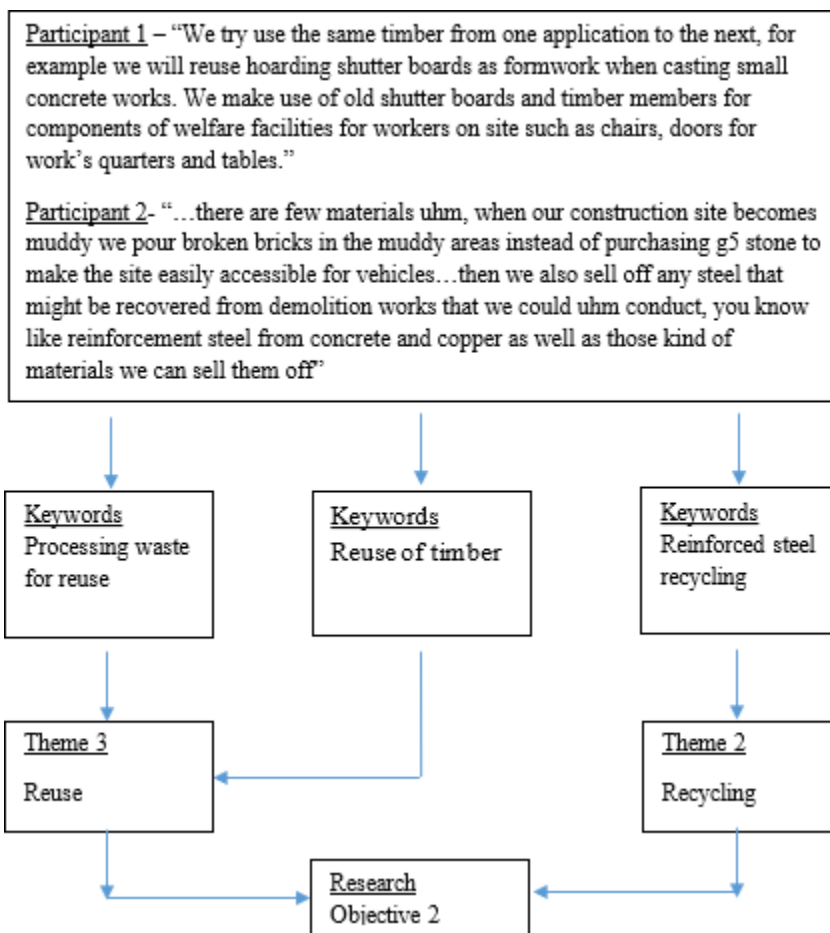 Participant 1 – “We try use the same timber from one application to the next, for
example we will reuse hoarding shutter boards as formwork when casting small
concrete works. We make use of old shutter boards and timber members for
components of welfare facilities for workers on site such as chairs, doors for
work’s quarters and tables.”
Participant 2- “…there are few materials uhm, when our construction site becomes
muddy we pour broken bricks in the muddy areas instead of purchasing g5 stone to
make the site easily accessible for vehicles…then we also sell off any steel that
might be recovered from demolition works that we could uhm conduct, you know
like reinforcement steel from concrete and copper as well as those kind of
materials we can sell them off”
Keywords
Processing waste
for reuse
Keywords
Reuse of timber
Keywords
Reinforced steel
recycling
Theme 3
Reuse
Theme 2
Recycling
Research
Objective 2